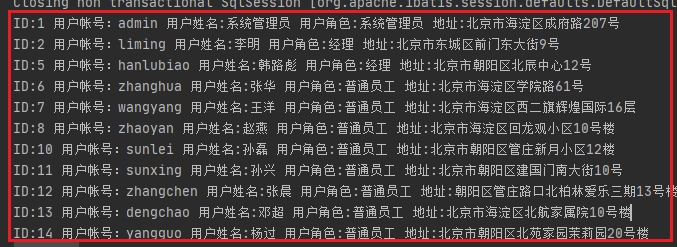 Closing non transactional SqlSession [org.apache.ibatis.session.defaults.DefaultSql
ID:1 用户帐号：admin 用户姓名:系统管理员 用户角色:系统管理员 地址:北京市海淀区成府路207号
ID:2 用户帐号：liming 用户姓名:李明 用户角色:经理 地址:北京市东城区前门东大街9号
ID:5 用户帐号：hanlubiao 用户姓名:韩路彪 用户角色:经理 地址:北京市朝阳区北辰中心12号
ID:6 用户帐号：zhanghua 用户姓名:张华 用户角色:普通员工 地址:北京市海淀区学院路61号
ID:7 用户帐号：wangyang 用户姓名:王洋 用户角色:普通员工 地址:北京市海淀区西二旗辉煌国际16层
ID:8 用户帐号：zhaoyan 用户姓名:赵燕 用户角色:普通员工 地址:北京市海淀区回龙观小区10号楼
ID:10 用户帐号：sunlei 用户姓名:孙磊 用户角色:普通员工 地址:北京市朝阳区管庄新月小区12楼
ID:11 用户帐号：sunxing 用户姓名:孙兴 用户角色:普通员工 地址:北京市朝阳区建国门南大街10号
ID:12 用户帐号：zhangchen 用户姓名:张晨 用户角色:普通员工 地址:朝阳区管庄路口北柏林爱乐三期13号楼
ID:13 用户帐号：dengchao 用户姓名:邓超 用户角色:普通员工 地址:北京市海淀区北航家属院10号楼
ID:14 用户帐号：yangguo 用户姓名:杨过 用户角色:普通员工 地址:北京市朝阳区北苑家园茉莉园20号楼